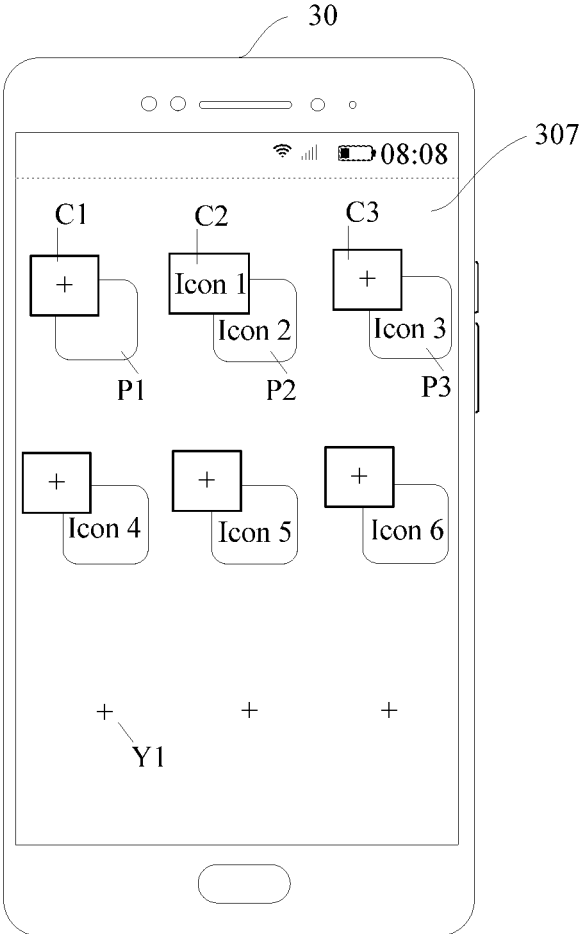 30
08:08
307
C1
C2
C3
+
Icon 1
+
Icon 2
Icon 3
P1
P2
P3
+
+
+
Icon 4
Icon 5
Icon 6
+
+
+
Y1